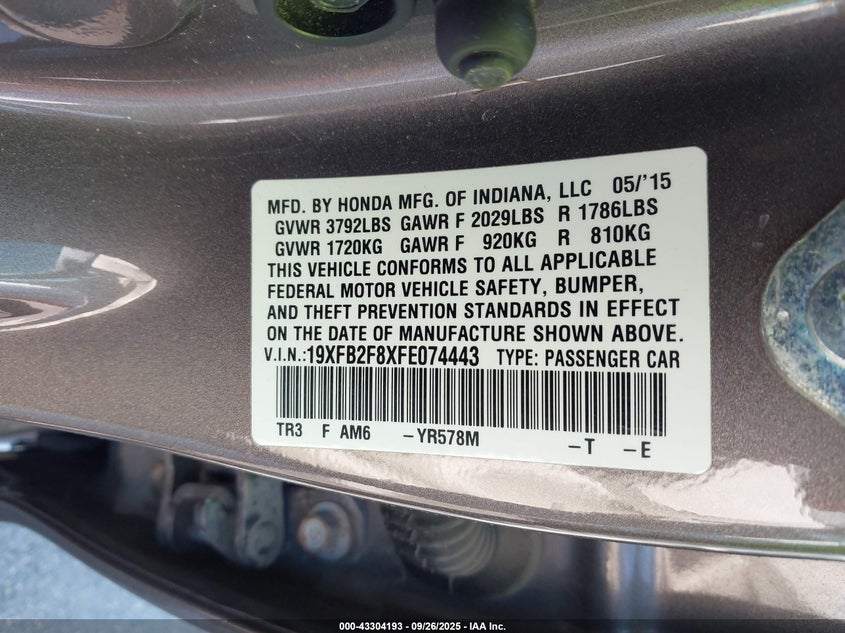 MFD. BY HONDA MFG. OF INDIANA, LLC 05/'15
GVWR 3792LBS GAWR F 2029LBS R 1786LBS
GVWR 1720KG GAWR F 920KG R 810KG
THIS VEHICLE CONFORMS TO ALL APPLICABLE
FEDERAL MOTOR VEHICLE SAFETY, BUMPER,
AND THEFT PREVENTION STANDARDS IN EFFECT
ON THE DATE OF MANUFACTURE SHOWN ABOVE.
V.I.N.:19XFB2F8XFE074443 TYPE: PASSENGER CAR
TR3 F AM6 –YR578M –T –E
000-43304193 - 09/26/2025 - IAA Inc.